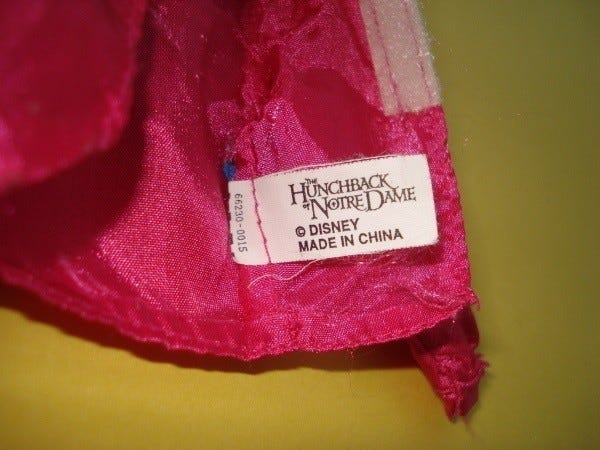 THE
HUNCHBACK
OF NOTRE DAME
© DISNEY
MADE IN CHINA
66230-0015